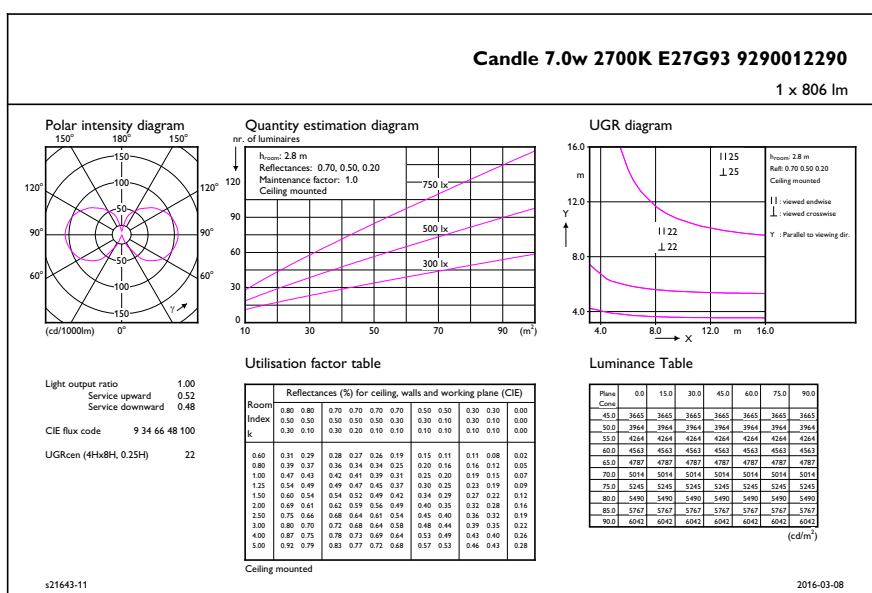 Candle 7.0w 2700K E27G93 9290012290
1 x 806 lm
Polar intensity diagram
150° 180° 150°
120° 120°
90° 90°
60° 60°
150
100
50
50
100
150
γ
(cd/1000lm) 0°
Quantity estimation diagram
nr. of luminaires
hroom: 2.8 m
Reflectances: 0.70, 0.50, 0.20
Maintenance factor: 1.0
Ceiling mounted
120
90
60
30
0
750 lx
500 lx
300 lx
10 30 50 70 90 (m²)
UGR diagram
16.0
m
Y
8.0
4.0
4.0 8.0 12.0 m 16.0
X
||25
⊥25
||22
⊥22
hroom: 2.8 m
Refl: 0.70 0.50 0.20
Ceiling mounted
|| : viewed endwise
⊥ : viewed crosswise
Y : Parallel to viewing dir.
Light output ratio 1.00
Service upward 0.52
Service downward 0.48
CIE flux code 9 34 66 48 100
UGRcen (4Hx8H, 0.25H) 22
Utilisation factor table
Reflectances (%) for ceiling, walls and working plane (CIE)
Room
Index
k
0.80 0.80 0.70 0.70 0.70 0.70 0.50 0.50 0.30 0.30 0.00
0.50 0.50 0.50 0.50 0.50 0.30 0.30 0.10 0.30 0.10 0.00
0.30 0.10 0.30 0.20 0.10 0.10 0.10 0.10 0.10 0.10 0.00
0.60 0.31 0.29 0.28 0.27 0.26 0.19 0.15 0.11 0.11 0.08 0.02
0.80 0.39 0.37 0.36 0.34 0.34 0.25 0.20 0.16 0.16 0.12 0.05
1.00 0.47 0.43 0.42 0.41 0.39 0.31 0.25 0.20 0.19 0.15 0.07
1.25 0.54 0.49 0.49 0.47 0.45 0.37 0.30 0.25 0.23 0.19 0.09
1.50 0.60 0.54 0.54 0.52 0.49 0.42 0.34 0.29 0.27 0.22 0.12
2.00 0.69 0.61 0.62 0.59 0.56 0.49 0.40 0.35 0.32 0.28 0.16
2.50 0.75 0.66 0.68 0.64 0.61 0.54 0.45 0.40 0.36 0.32 0.19
3.00 0.80 0.70 0.72 0.68 0.64 0.58 0.48 0.44 0.39 0.35 0.22
4.00 0.87 0.75 0.78 0.73 0.69 0.64 0.53 0.49 0.43 0.40 0.26
5.00 0.92 0.79 0.83 0.77 0.72 0.68 0.57 0.53 0.46 0.43 0.28
Ceiling mounted
Luminance Table
Plane 0.0 15.0 30.0 45.0 60.0 75.0 90.0
Cone
45.0 3665 3665 3665 3665 3665 3665 3665
50.0 3964 3964 3964 3964 3964 3964 3964
55.0 4264 4264 4264 4264 4264 4264 4264
60.0 4563 4563 4563 4563 4563 4563 4563
65.0 4787 4787 4787 4787 4787 4787 4787
70.0 5014 5014 5014 5014 5014 5014 5014
75.0 5245 5245 5245 5245 5245 5245 5245
80.0 5490 5490 5490 5490 5490 5490 5490
85.0 5767 5767 5767 5767 5767 5767 5767
90.0 6042 6042 6042 6042 6042 6042 6042
(cd/m²)
s21643-11
2016-03-08